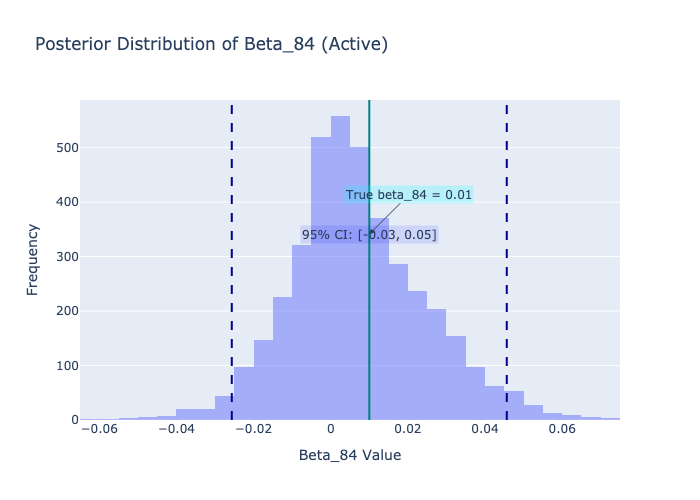 Posterior Distribution of Beta_84 (Active)
500
True beta_84 = 0.01
400
95% CI: [-0.03, 0.05]
300
200
100
0
Frequency
−0.06
−0.04
−0.02
0
0.02
0.04
0.06
Beta_84 Value